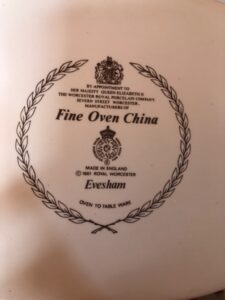 BY APPOINTMENT TO
HER MAJESTY QUEEN ELIZABETH II
THE WORCESTER ROYAL PORCELAIN COMPANY
SEVERN STREET WORCESTER
MANUFACTURERS OF
Fine Oven China
MADE IN ENGLAND
© 1981 ROYAL WORCESTER
Evesham
OVEN TO TABLE WARE